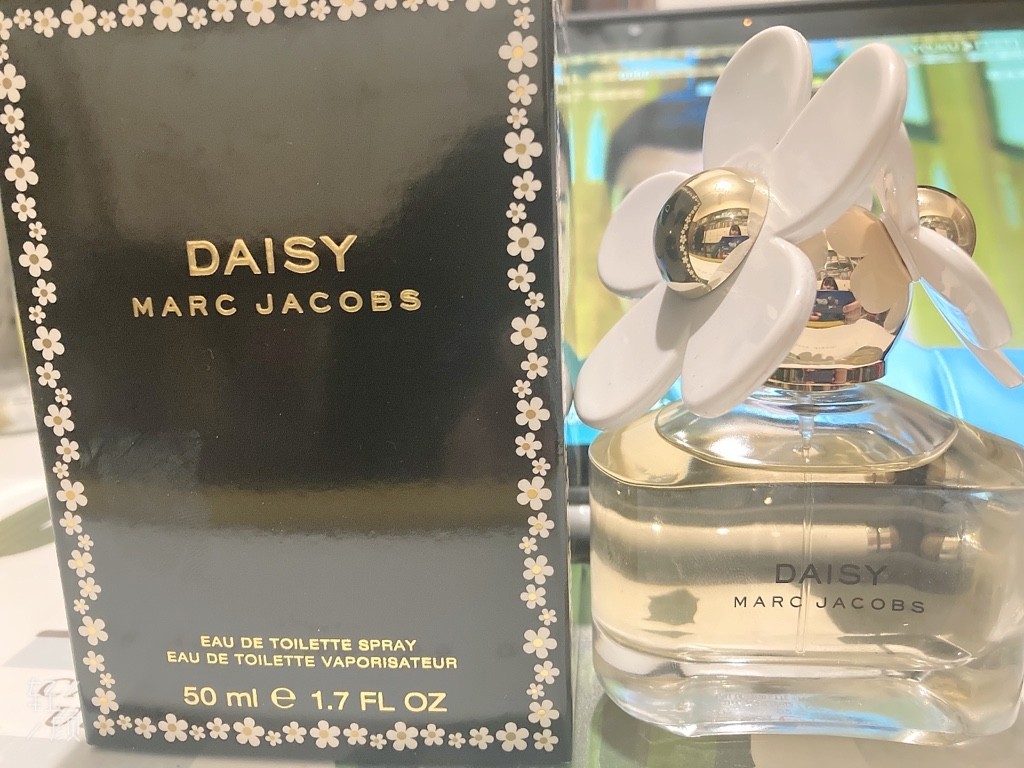 DAISY
MARC JACOBS
EAU DE TOILETTE SPRAY
EAU DE TOILETTE VAPORISATEUR
50 ml ℮ 1.7 FL OZ
DAISY
MARC JACOBS